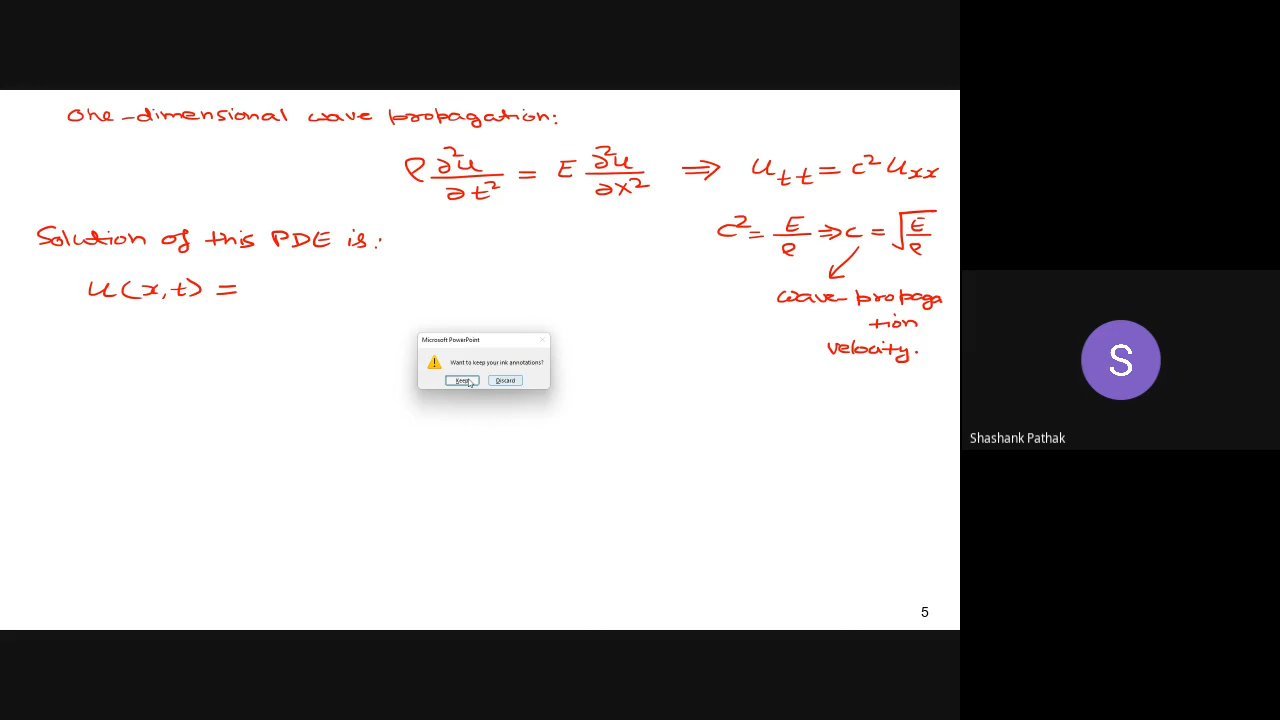 One-dimensional wave propagation:
ρ ∂²u/∂t² = E ∂²u/∂x² ⇒ u_tt = c² u_xx
c² = E/ρ ⇒ c = √(E/ρ)
Solution of this PDE is:
u(x,t) =
wave propaga
tion
velocity.
Microsoft PowerPoint
Want to keep your ink annotations?
Keep Discard
5
S
Shashank Pathak